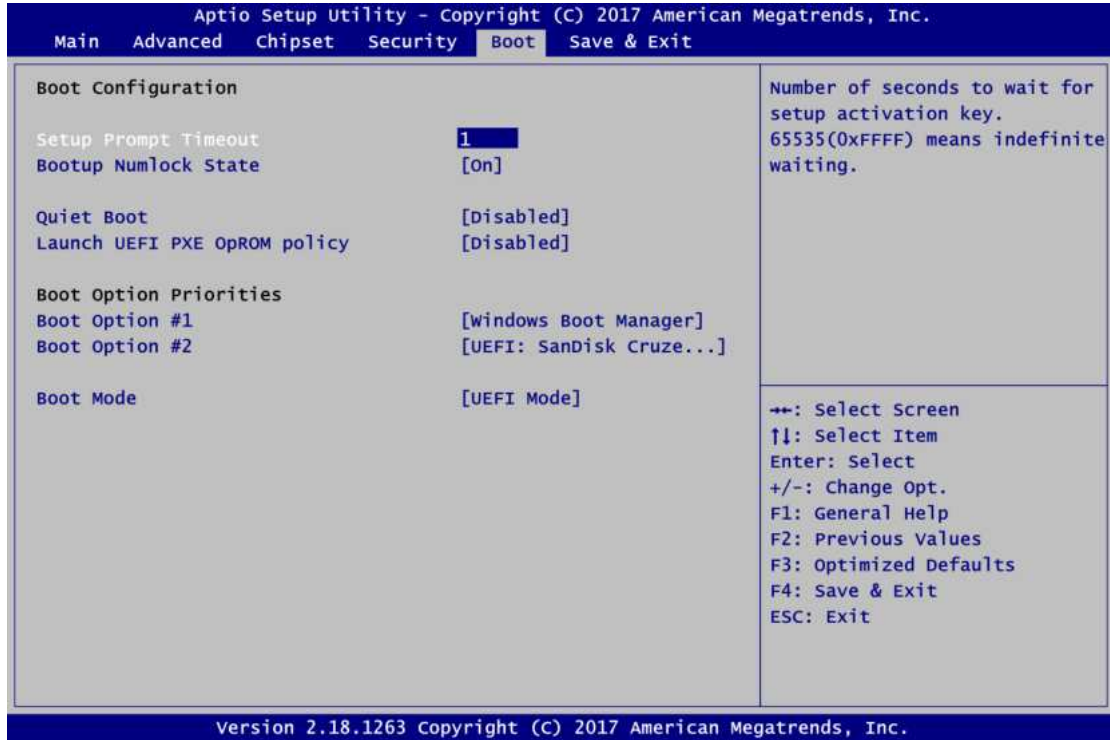 Aptio Setup Utility - Copyright (C) 2017 American Megatrends, Inc.
Main Advanced Chipset Security Boot Save & Exit
Boot Configuration
Setup Prompt Timeout 1
Bootup Numlock State [On]
Quiet Boot [Disabled]
Launch UEFI PXE OpROM policy [Disabled]
Boot Option Priorities
Boot Option #1 [Windows Boot Manager]
Boot Option #2 [UEFI: SanDisk Cruze...]
Boot Mode [UEFI Mode]
Number of seconds to wait for
setup activation key.
65535(0xFFFF) means indefinite
waiting.
→←: Select Screen
↑↓: Select Item
Enter: Select
+/-: Change Opt.
F1: General Help
F2: Previous Values
F3: Optimized Defaults
F4: Save & Exit
ESC: Exit
Version 2.18.1263 Copyright (C) 2017 American Megatrends, Inc.